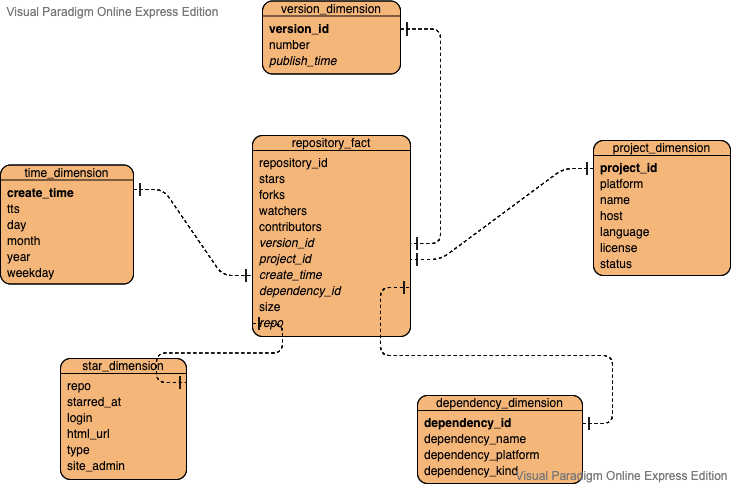 Visual Paradigm Online Express Edition
version_dimension
version_id
number
publish_time
repository_fact
repository_id
stars
forks
watchers
contributors
version_id
project_id
create_time
dependency_id
size
repo
project_dimension
project_id
platform
name
host
language
license
status
time_dimension
create_time
tts
day
month
year
weekday
star_dimension
repo
starred_at
login
html_url
type
site_admin
dependency_dimension
dependency_id
dependency_name
dependency_platform
dependency_kind
Visual Paradigm Online Express Edition